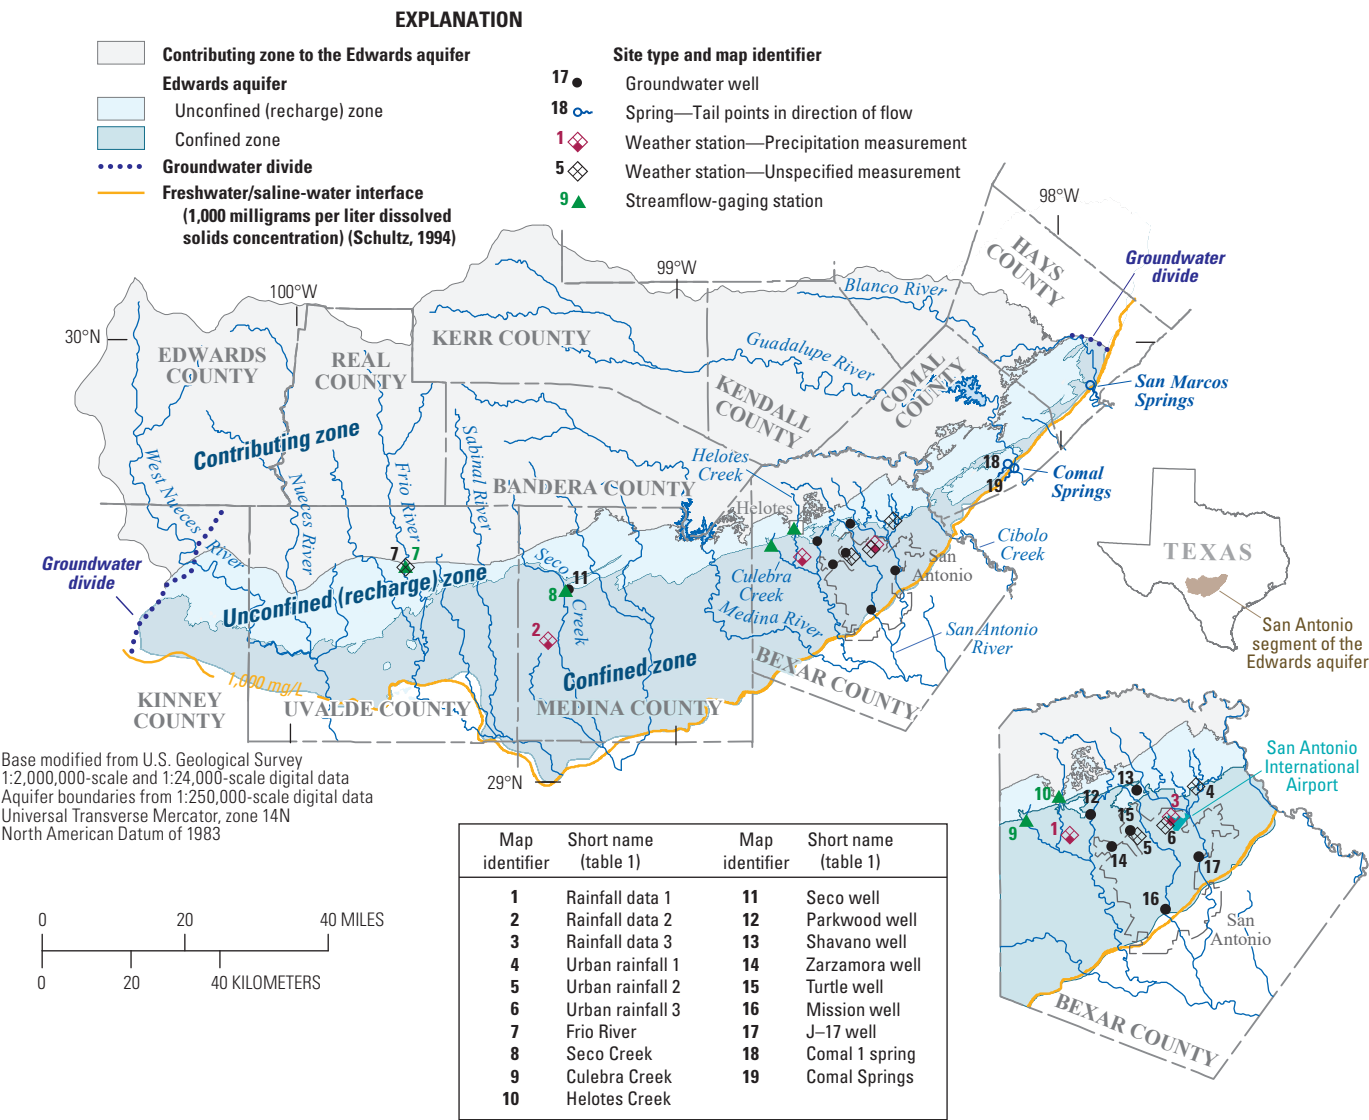 EXPLANATION
Contributing zone to the Edwards aquifer
Edwards aquifer
Unconfined (recharge) zone
Confined zone
Groundwater divide
Freshwater/saline-water interface
(1,000 milligrams per liter dissolved
solids concentration) (Schultz, 1994)
Site type and map identifier
17 Groundwater well
18 Spring—Tail points in direction of flow
1 Weather station—Precipitation measurement
5 Weather station—Unspecified measurement
9 Streamflow-gaging station
98°W
99°W
100°W
30°N
29°N
HAYS
COUNTY
Groundwater
divide
Blanco River
KERR COUNTY
EDWARDS
COUNTY
REAL
COUNTY
Guadalupe River
KENDALL
COUNTY
COMAL
COUNTY
San Marcos
Springs
Contributing zone
West Nueces River
Nueces River
Frio River
Sabinal River
BANDERA COUNTY
Helotes
Creek
Helotes
18
19
Comal
Springs
Cibolo
Creek
San
Antonio
Groundwater
divide
7
7
Unconfined (recharge) zone
Seco Creek
11
8
2
Culebra
Creek
Medina River
San Antonio
River
Confined zone
BEXAR COUNTY
1,000 mg/L
KINNEY
COUNTY
UVALDE COUNTY
MEDINA COUNTY
TEXAS
San Antonio
segment of the
Edwards aquifer
Base modified from U.S. Geological Survey
1:2,000,000-scale and 1:24,000-scale digital data
Aquifer boundaries from 1:250,000-scale digital data
Universal Transverse Mercator, zone 14N
North American Datum of 1983
0 20 40 MILES
0 20 40 KILOMETERS
Map Short name Map Short name
identifier (table 1) identifier (table 1)
1 Rainfall data 1 11 Seco well
2 Rainfall data 2 12 Parkwood well
3 Rainfall data 3 13 Shavano well
4 Urban rainfall 1 14 Zarzamora well
5 Urban rainfall 2 15 Turtle well
6 Urban rainfall 3 16 Mission well
7 Frio River 17 J–17 well
8 Seco Creek 18 Comal 1 spring
9 Culebra Creek 19 Comal Springs
10 Helotes Creek
San Antonio
International
Airport
13
10
12
3
4
9
1
15
5
6
14
17
16
San
Antonio
BEXAR COUNTY